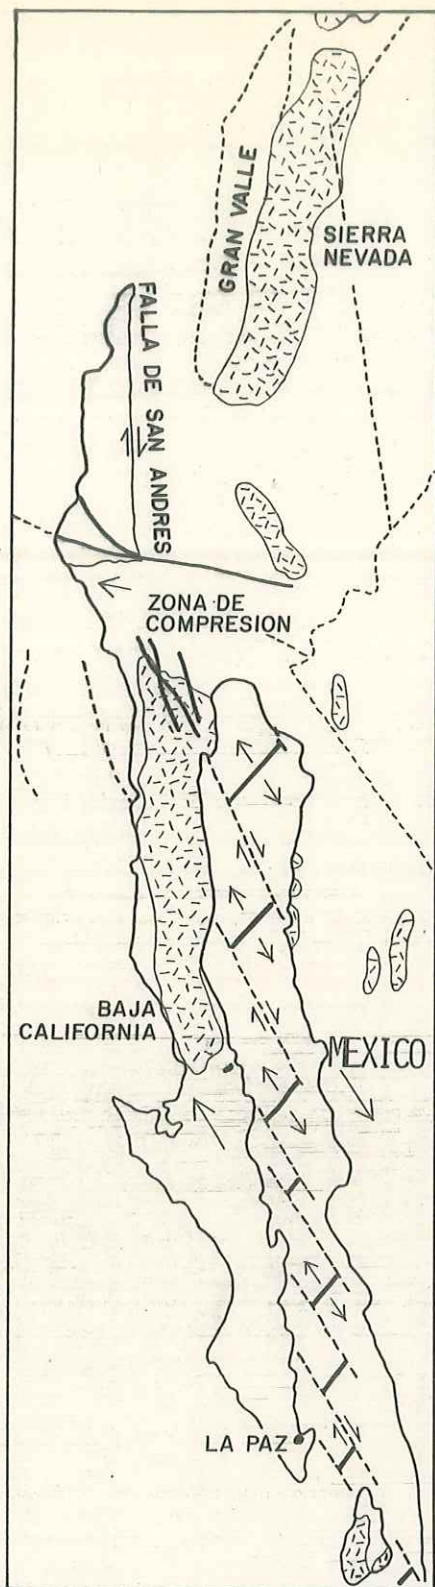 GRAN VALLE
SIERRA
NEVADA
FALLA DE SAN ANDRES
ZONA DE
COMPRESION
BAJA
CALIFORNIA
MEXICO
LA PAZ